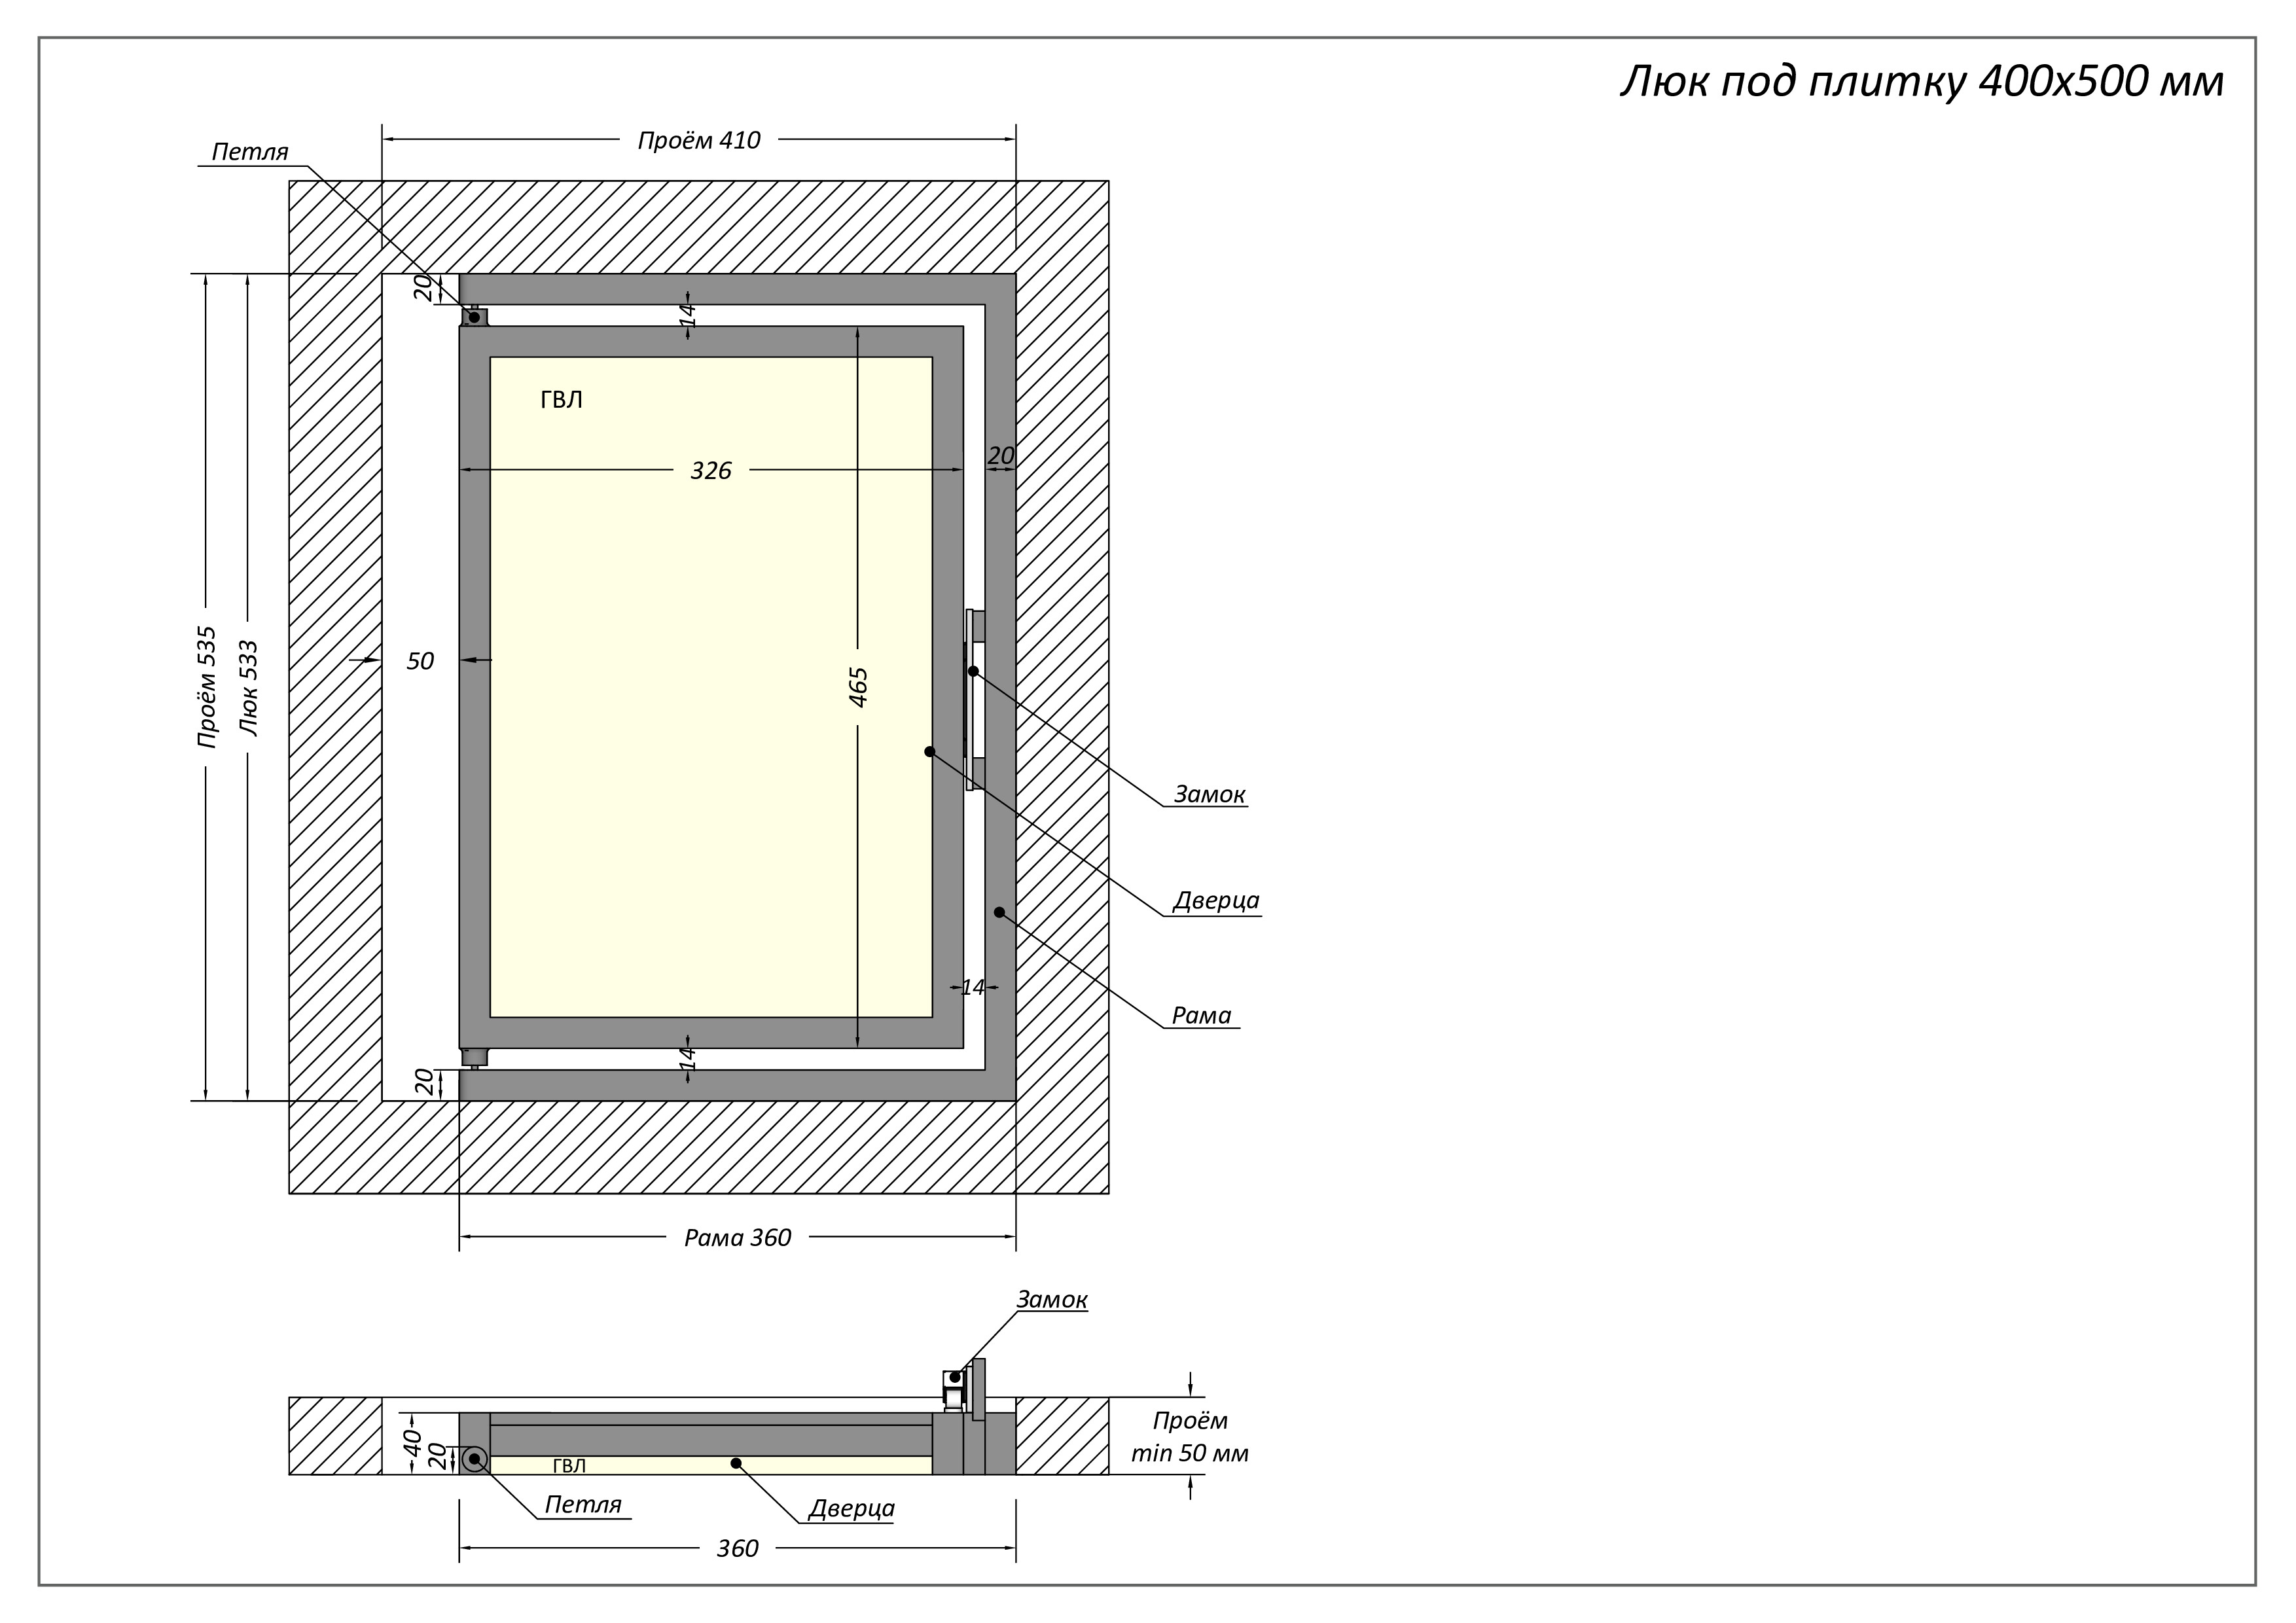 Люк под плитку 400х500 мм
Проём 410
Петля
20
14
ГВЛ
20
326
Проём 535
Люк 533
50
465
Замок
Дверца
14
Рама
14
20
Рама 360
Замок
Проём
min 50 мм
40
20
ГВЛ
Петля
Дверца
360